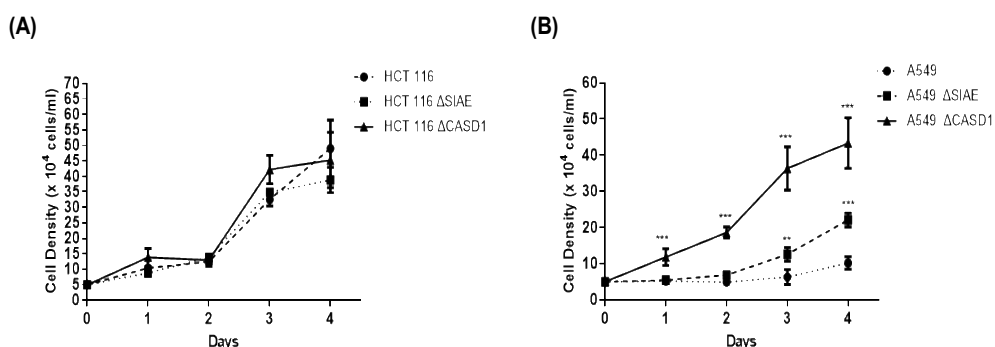 (A)
(B)
HCT 116
HCT 116 ΔSIAE
HCT 116 ΔCASD1
Cell Density (x 10⁴ cells/ml)
70
65
60
55
50
45
40
35
30
25
20
15
10
5
0
0 1 2 3 4
Days
A549
A549 ΔSIAE
A549 ΔCASD1
Cell Density (x 10⁴ cells/ml)
60
50
40
30
20
10
0
***
***
***
***
**
***
0 1 2 3 4
Days